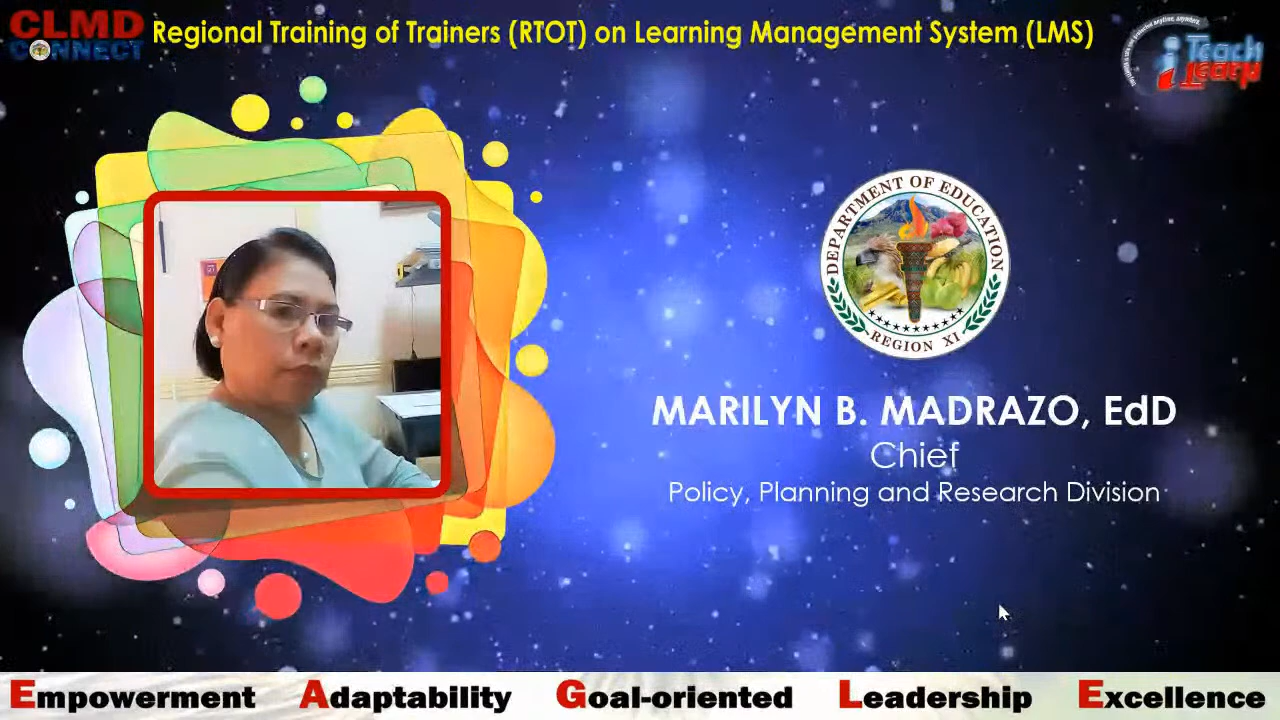 CLMD
CONNECT
Regional Training of Trainers (RTOT) on Learning Management System (LMS)
iTeach
iLearn
DEPARTMENT OF EDUCATION
REGION XI
MARILYN B. MADRAZO, EdD
Chief
Policy, Planning and Research Division
Empowerment Adaptability Goal-oriented Leadership Excellence